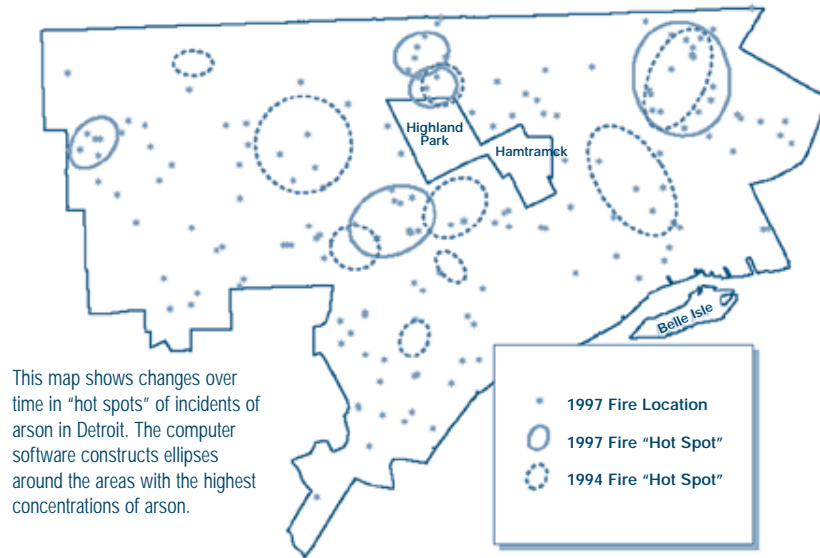 Highland
Park
Hamtramck
Belle Isle
This map shows changes over
time in “hot spots” of incidents of
arson in Detroit. The computer
software constructs ellipses
around the areas with the highest
concentrations of arson.
1997 Fire Location
1997 Fire “Hot Spot”
1994 Fire “Hot Spot”